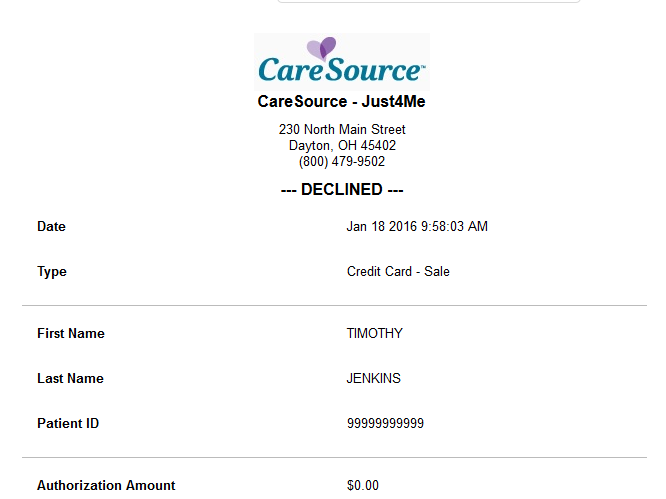 CareSource™
CareSource - Just4Me
230 North Main Street
Dayton, OH 45402
(800) 479-9502
--- DECLINED ---
Date Jan 18 2016 9:58:03 AM
Type Credit Card - Sale
First Name TIMOTHY
Last Name JENKINS
Patient ID 99999999999
Authorization Amount $0.00